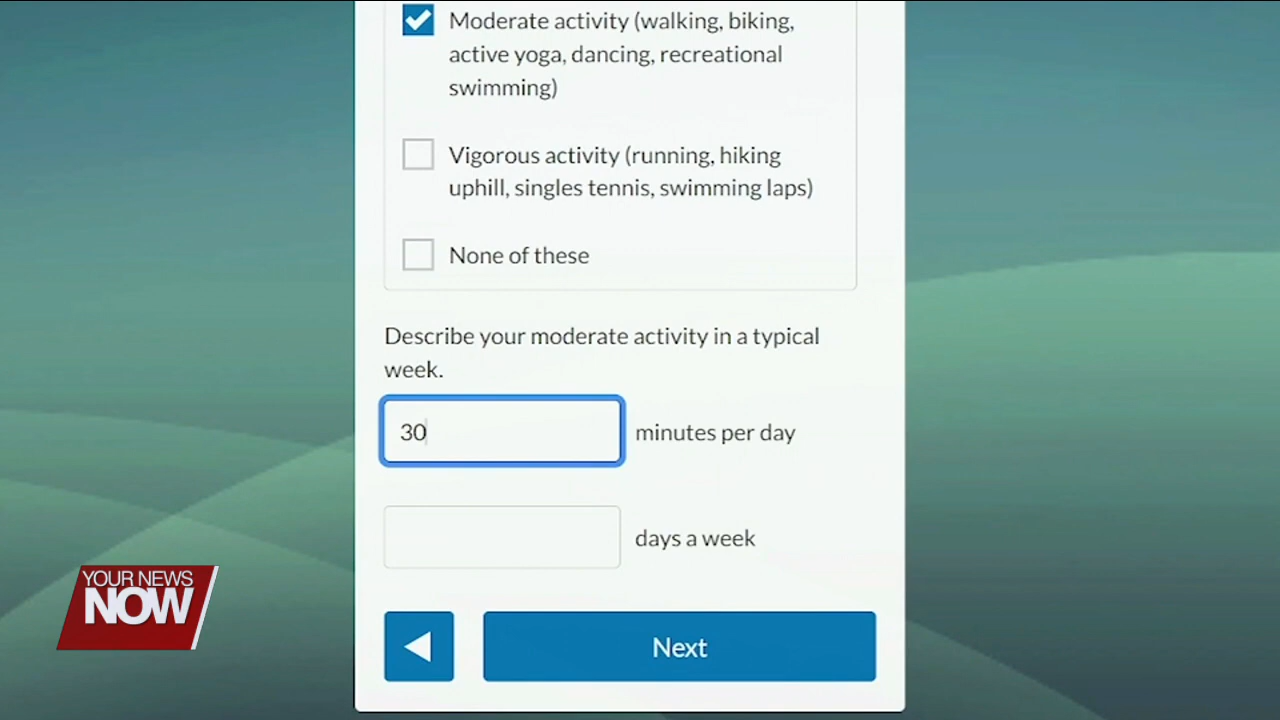 Moderate activity (walking, biking,
active yoga, dancing, recreational
swimming)
Vigorous activity (running, hiking
uphill, singles tennis, swimming laps)
None of these
Describe your moderate activity in a typical
week.
30 minutes per day
days a week
Next
YOUR NEWS
NOW